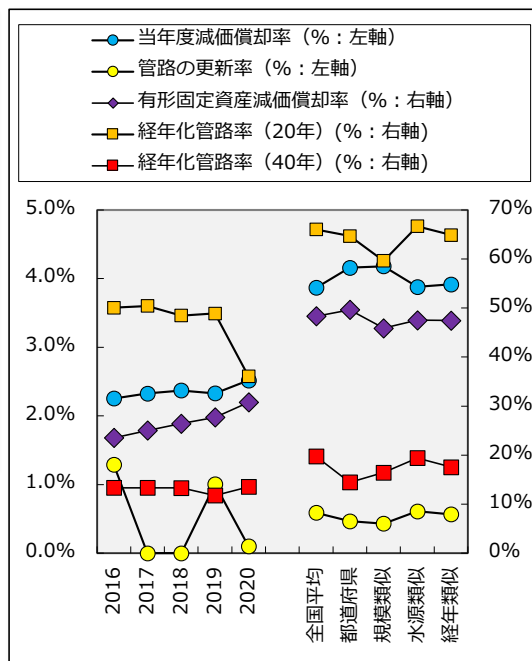 当年度減価償却率（%：左軸）
管路の更新率（%：左軸）
有形固定資産減価償却率（%：右軸）
経年化管路率（20年）(%：右軸)
経年化管路率（40年）(%：右軸)
5.0%
4.0%
3.0%
2.0%
1.0%
0.0%
70%
60%
50%
40%
30%
20%
10%
0%
2016
2017
2018
2019
2020
全国平均
都道府県
規模類似
水源類似
経年類似